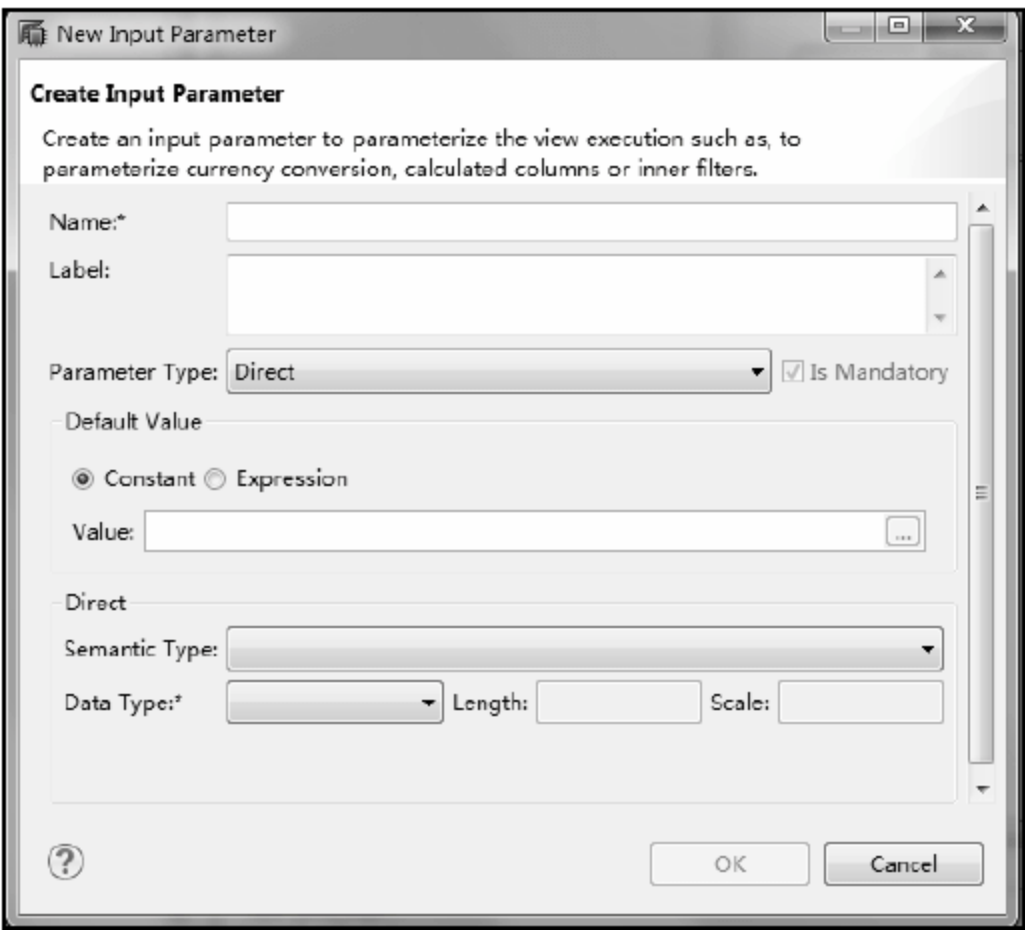 New Input Parameter
Create Input Parameter
Create an input parameter to parameterize the view execution such as, to
parameterize currency conversion, calculated columns or inner filters.
Name:*
Label:
Parameter Type: Direct Is Mandatory
Default Value
Constant Expression
Value: ...
Direct
Semantic Type:
Data Type:* Length: Scale:
? OK Cancel